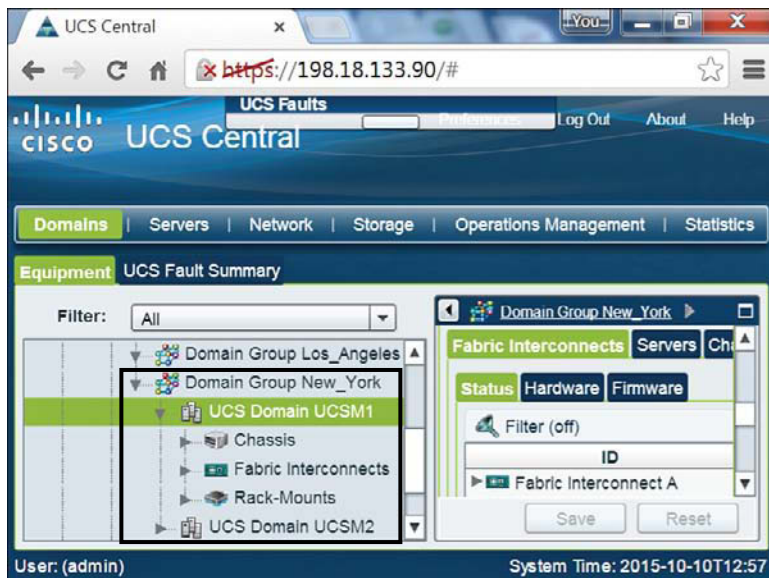 UCS Central
You
https://198.18.133.90/#
UCS Faults
CISCO UCS Central
Preferences Log Out About Help
Domains | Servers | Network | Storage | Operations Management | Statistics
Equipment UCS Fault Summary
Filter: All
Domain Group Los_Angeles
Domain Group New_York
UCS Domain UCSM1
Chassis
Fabric Interconnects
Rack-Mounts
UCS Domain UCSM2
Domain Group New_York
Fabric Interconnects Servers Cha
Status Hardware Firmware
Filter (off)
ID
Fabric Interconnect A
Save Reset
User: (admin) System Time: 2015-10-10T12:57